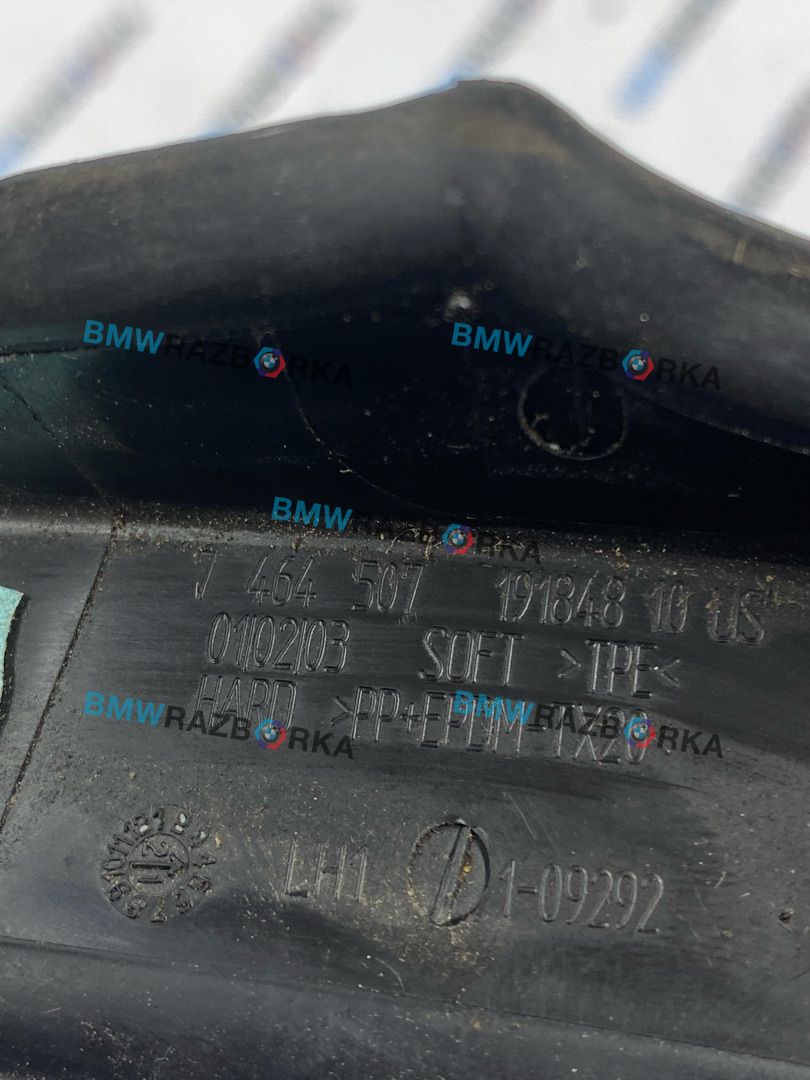 BMWRAZBORKA
BMWRAZBORKA
BMWRAZBORKA
7 464 507 191848 10 US
01|02|03 SOFT >TPE<
HARD >PP+EPDM-TX20
BMWRAZBORKA
BMWRAZBORKA
LH1 1-09292